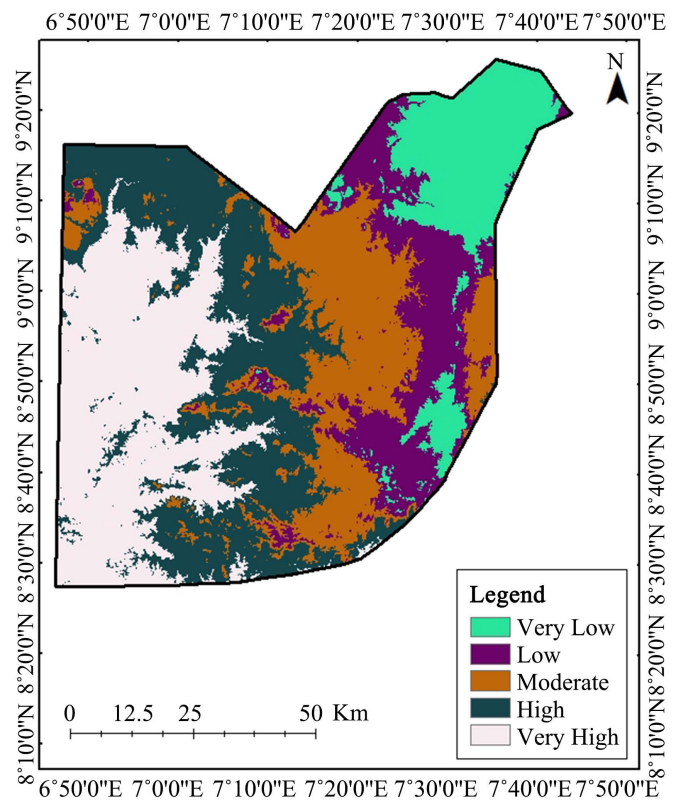 6°50'0"E 7°0'0"E 7°10'0"E 7°20'0"E 7°30'0"E 7°40'0"E 7°50'0"E
N
9°20'0"N
9°10'0"N
9°0'0"N
8°50'0"N
8°40'0"N
8°30'0"N
8°20'0"N
8°10'0"N
9°20'0"N
9°10'0"N
9°0'0"N
8°50'0"N
8°40'0"N
8°30'0"N
8°20'0"N
8°10'0"N
Legend
Very Low
Low
Moderate
High
Very High
0 12.5 25 50 Km
6°50'0"E 7°0'0"E 7°10'0"E 7°20'0"E 7°30'0"E 7°40'0"E 7°50'0"E